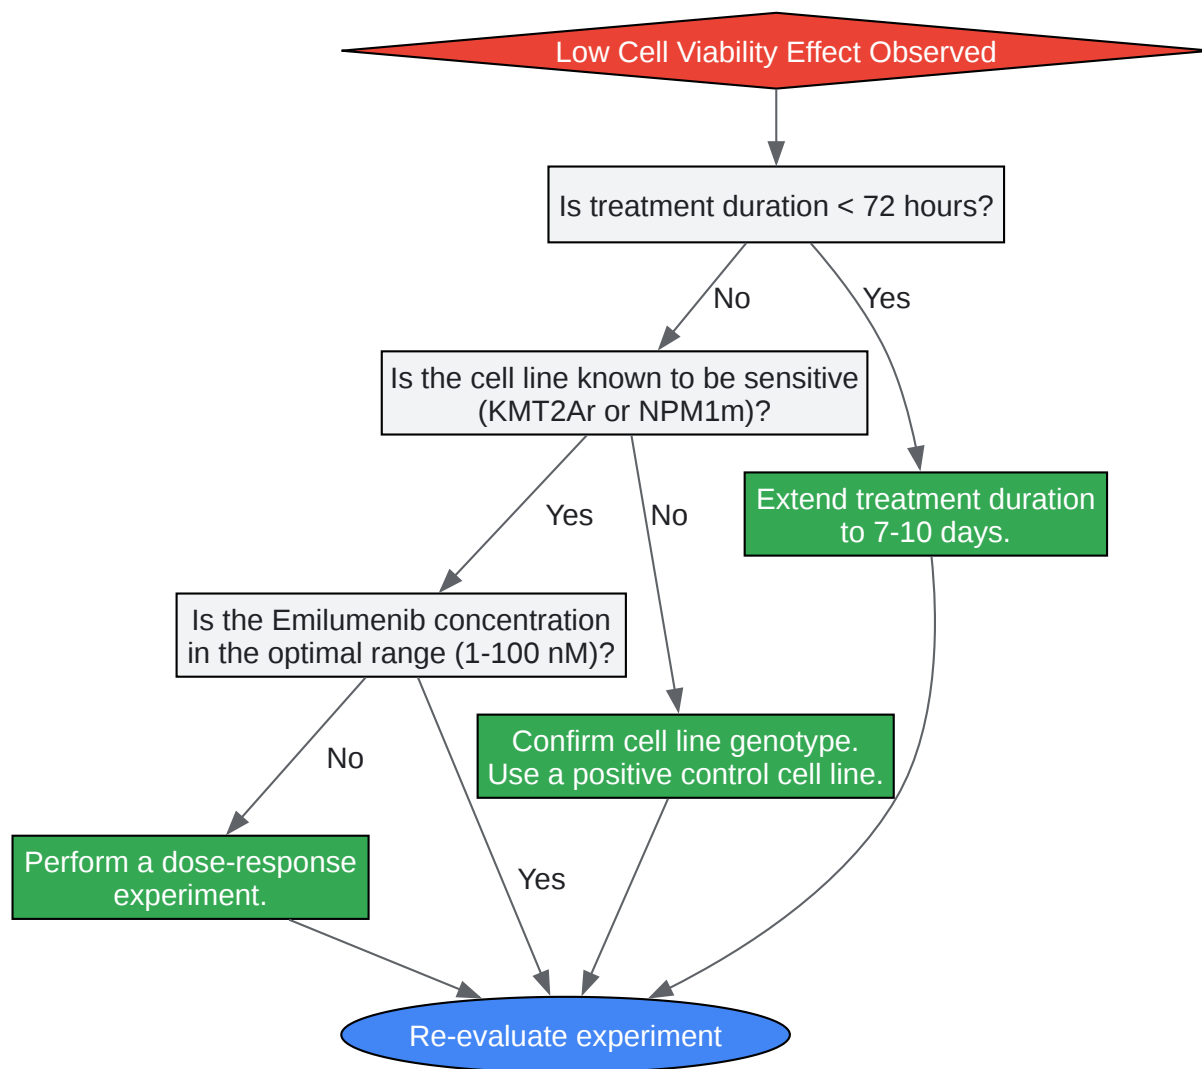 Low Cell Viability Effect Observed
Is treatment duration < 72 hours?
No
Yes
Is the cell line known to be sensitive
(KMT2Ar or NPM1m)?
Yes
No
Extend treatment duration
to 7-10 days.
Is the Emilumenib concentration
in the optimal range (1-100 nM)?
No
Confirm cell line genotype.
Use a positive control cell line.
Perform a dose-response
experiment.
Yes
Re-evaluate experiment